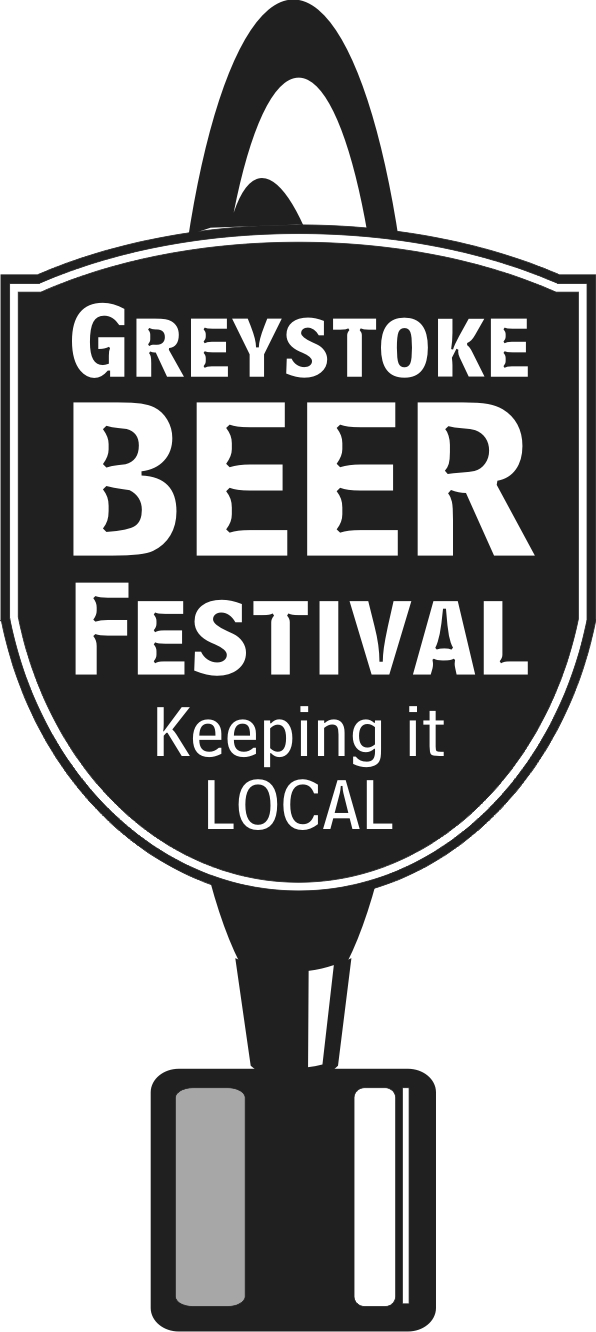 GREYSTOKE
BEER
FESTIVAL
Keeping it
LOCAL